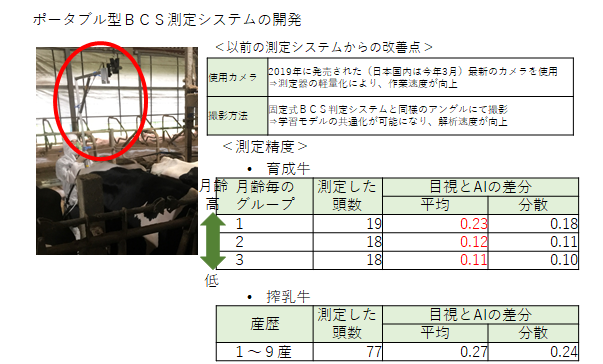 ポータブル型ＢＣＳ測定システムの開発
＜以前の測定システムからの改善点＞
使用カメラ
2019年に発売された（日本国内は今年3月）最新のカメラを使用
⇒測定器の軽量化により、作業速度が向上
撮影方法
固定式ＢＣＳ判定システムと同様のアングルにて撮影
⇒学習モデルの共通化が可能になり、解析速度が向上
＜測定精度＞
• 育成牛
月齢
高
低
月齢毎の
グループ
測定した
頭数
目視とAIの差分
平均 分散
1 19 0.23 0.18
2 18 0.12 0.11
3 18 0.11 0.10
• 搾乳牛
産歴
測定した
頭数
目視とAIの差分
平均 分散
1～９産 77 0.27 0.24